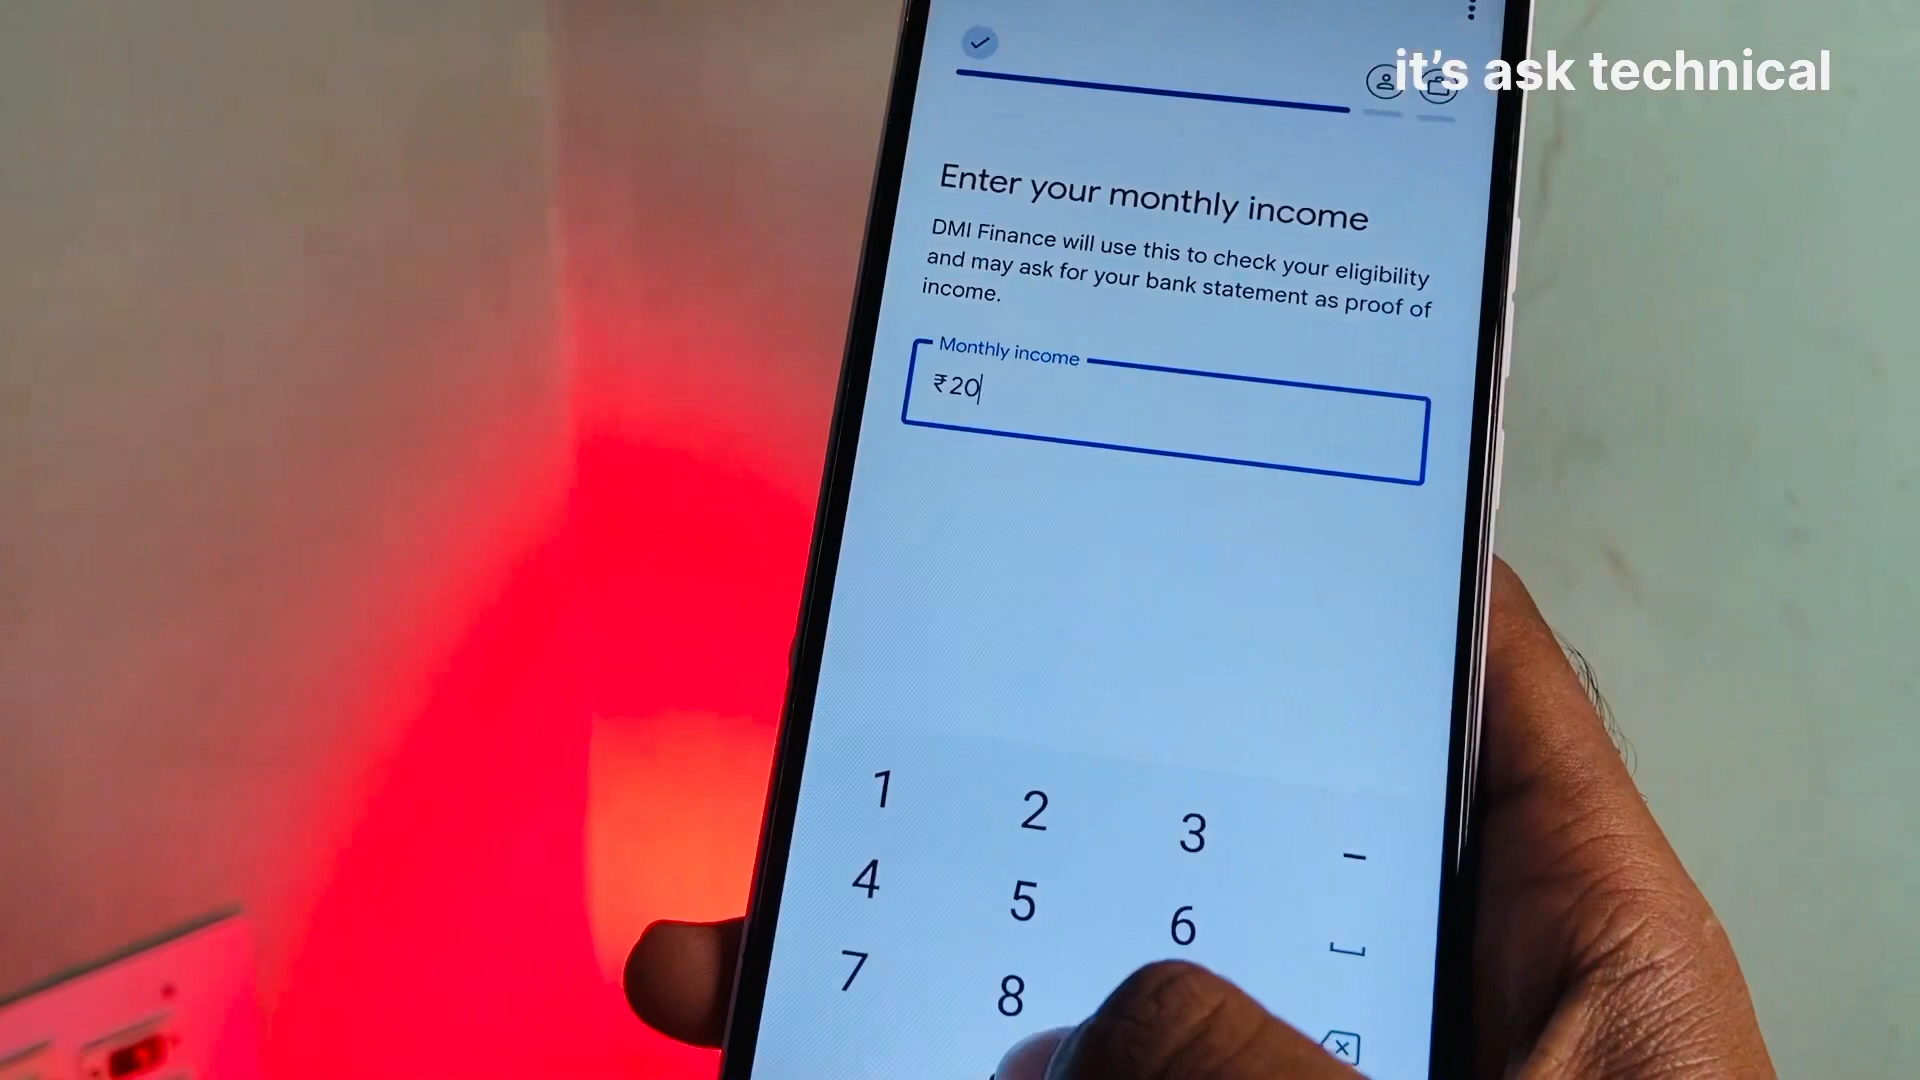 it's ask technical
Enter your monthly income
DMI Finance will use this to check your eligibility
and may ask for your bank statement as proof of
income.
Monthly income
₹20
1 2 3 –
4 5 6
7 8